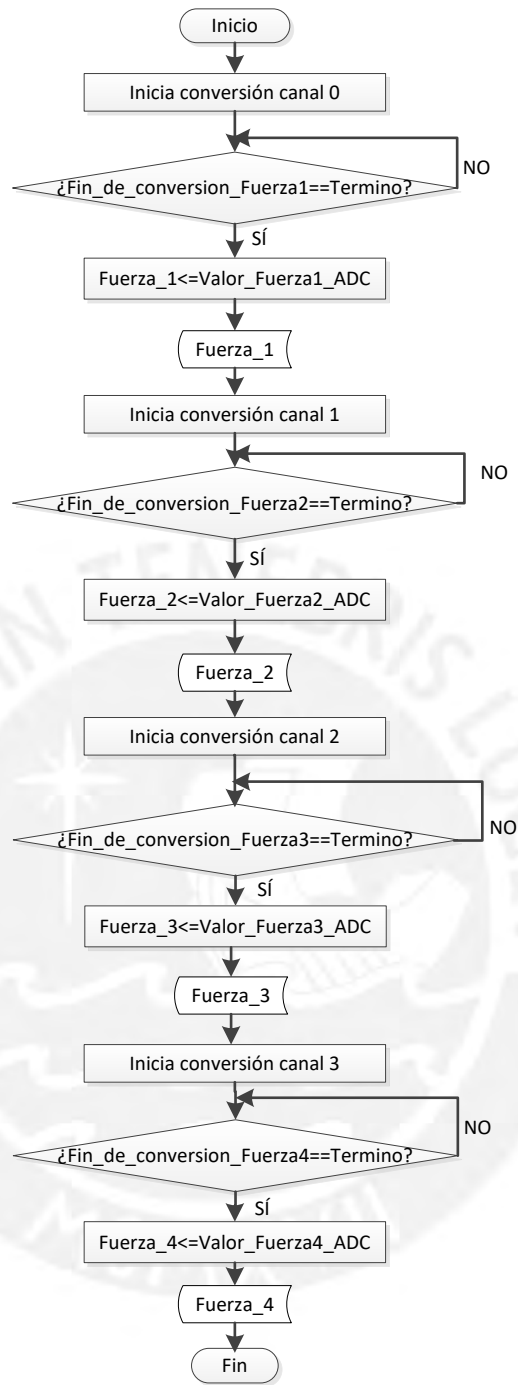 Inicio
Inicia conversión canal 0
¿Fin_de_conversion_Fuerza1==Termino?
NO
SÍ
Fuerza_1<=Valor_Fuerza1_ADC
Fuerza_1
Inicia conversión canal 1
NO
¿Fin_de_conversion_Fuerza2==Termino?
SÍ
Fuerza_2<=Valor_Fuerza2_ADC
Fuerza_2
Inicia conversión canal 2
NO
¿Fin_de_conversion_Fuerza3==Termino?
SÍ
Fuerza_3<=Valor_Fuerza3_ADC
Fuerza_3
Inicia conversión canal 3
NO
¿Fin_de_conversion_Fuerza4==Termino?
SÍ
Fuerza_4<=Valor_Fuerza4_ADC
Fuerza_4
Fin